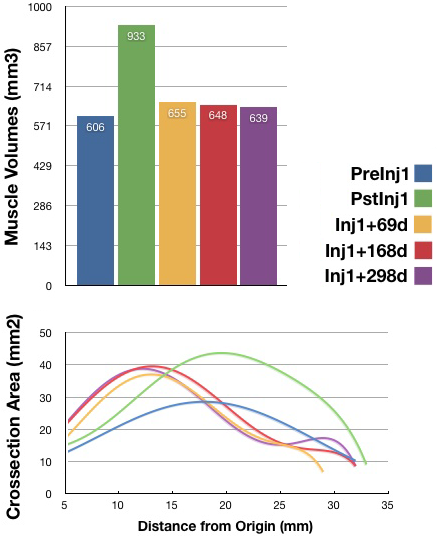 Muscle Volumes (mm3)
1000
857
714
571
429
286
143
0
606
933
655
648
639
PreInj1
PstInj1
Inj1+69d
Inj1+168d
Inj1+298d
Crossection Area (mm2)
50
40
30
20
10
0
5 10 15 20 25 30 35
Distance from Origin (mm)